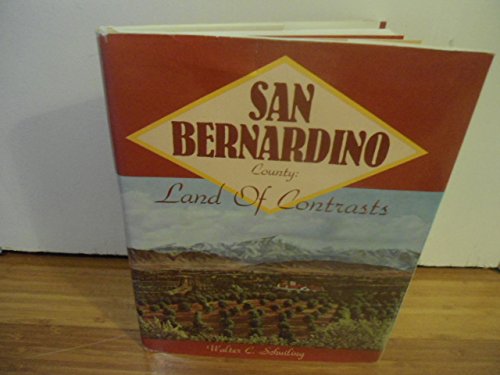 SAN
BERNARDINO
County:
Land Of Contrasts
Walter C. Schuiling